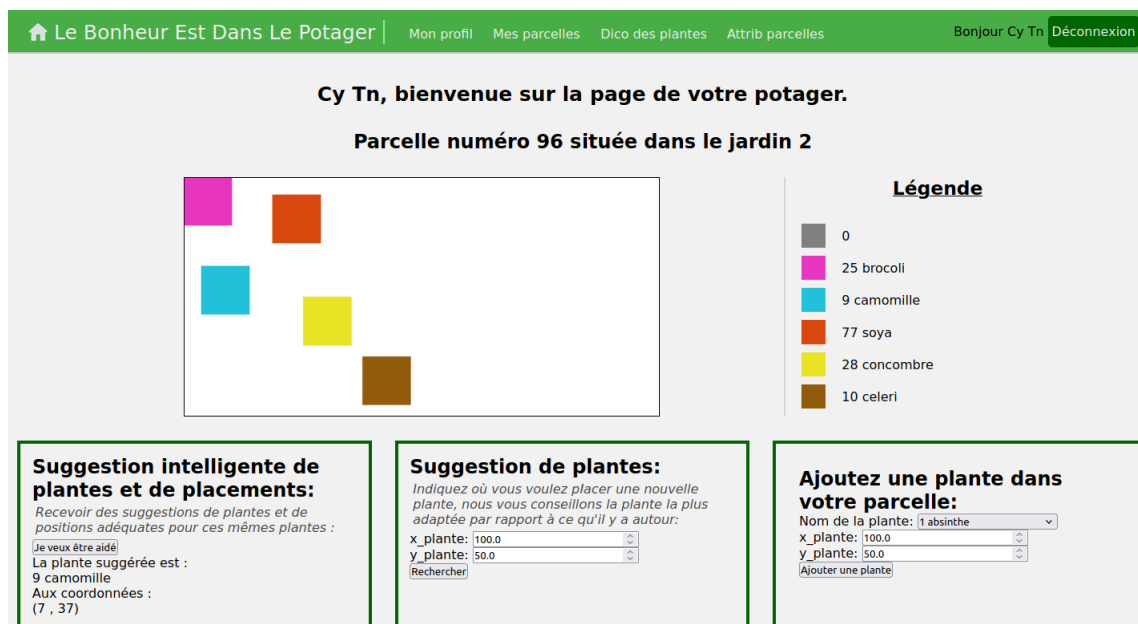 Le Bonheur Est Dans Le Potager
Mon profil
Mes parcelles
Dico des plantes
Attrib parcelles
Bonjour Cy Tn
Déconnexion
Cy Tn, bienvenue sur la page de votre potager.
Parcelle numéro 96 située dans le jardin 2
Légende
0
25 brocoli
9 camomille
77 soya
28 concombre
10 celeri
Suggestion intelligente de
plantes et de placements:
Recevoir des suggestions de plantes et de
positions adéquates pour ces mêmes plantes :
Je veux être aidé
La plante suggérée est :
9 camomille
Aux coordonnées :
(7 , 37)
Suggestion de plantes:
Indiquez où vous voulez placer une nouvelle
plante, nous vous conseillons la plante la plus
adaptée par rapport à ce qu'il y a autour:
x_plante: 100.0
y_plante: 50.0
Rechercher
Ajoutez une plante dans
votre parcelle:
Nom de la plante: 1 absinthe
x_plante: 100.0
y_plante: 50.0
Ajouter une plante